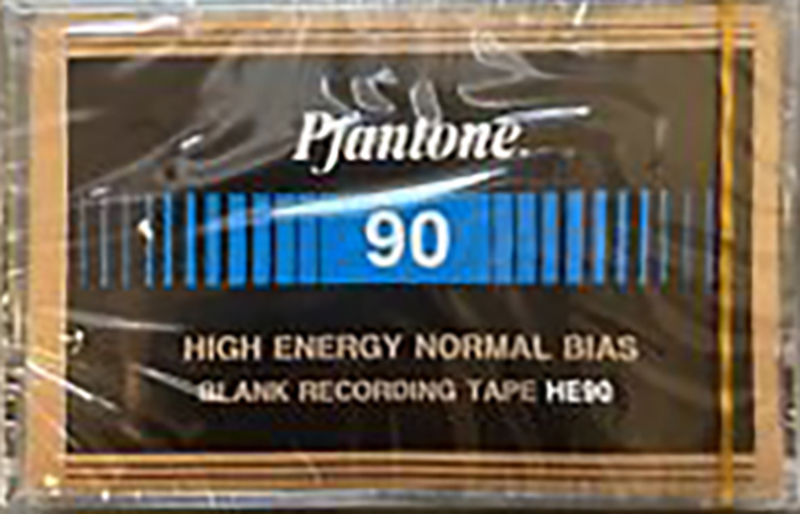 Pfantone.
90
HIGH ENERGY NORMAL BIAS
BLANK RECORDING TAPE HE90